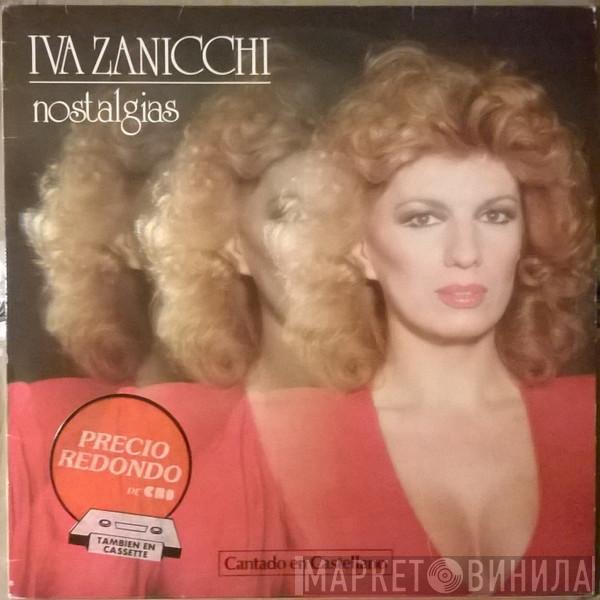 IVA ZANICCHI
nostalgias
PRECIO
REDONDO
DE CBS
TAMBIEN EN
CASSETTE
Cantado en Castellano
МАРКЕТ ВИНИЛА